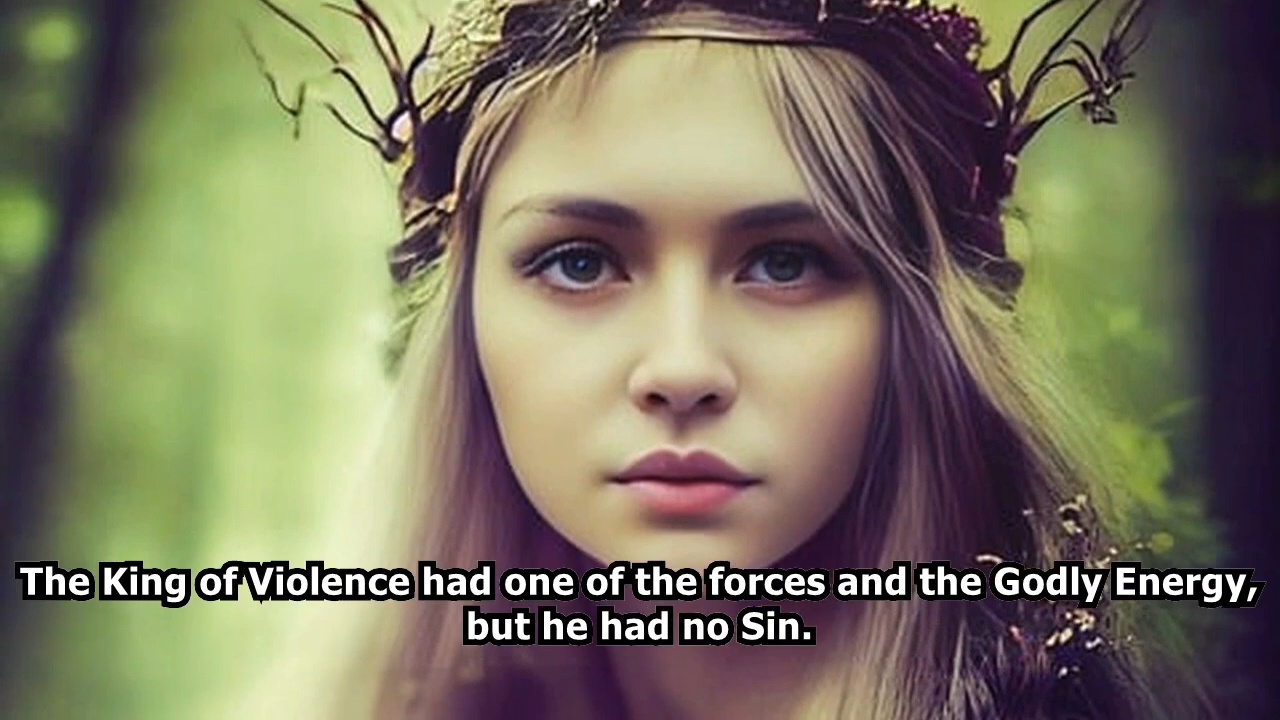 The King of Violence had one of the forces and the Godly Energy,
but he had no Sin.